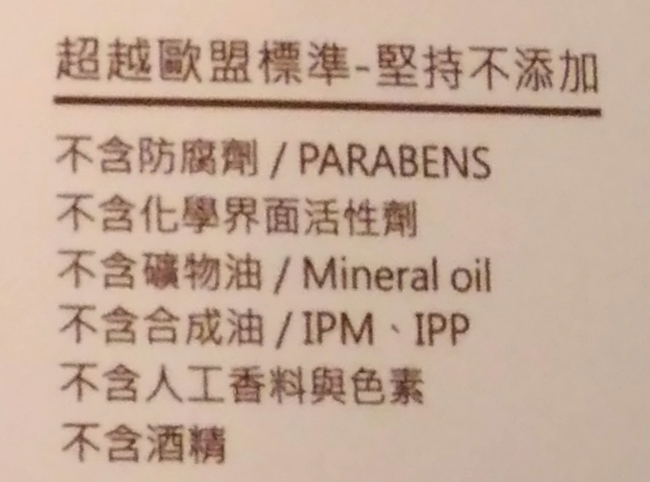 超越歐盟標準-堅持不添加
不含防腐劑 / PARABENS
不含化學界面活性劑
不含礦物油 / Mineral oil
不含合成油 / IPM、IPP
不含人工香料與色素
不含酒精